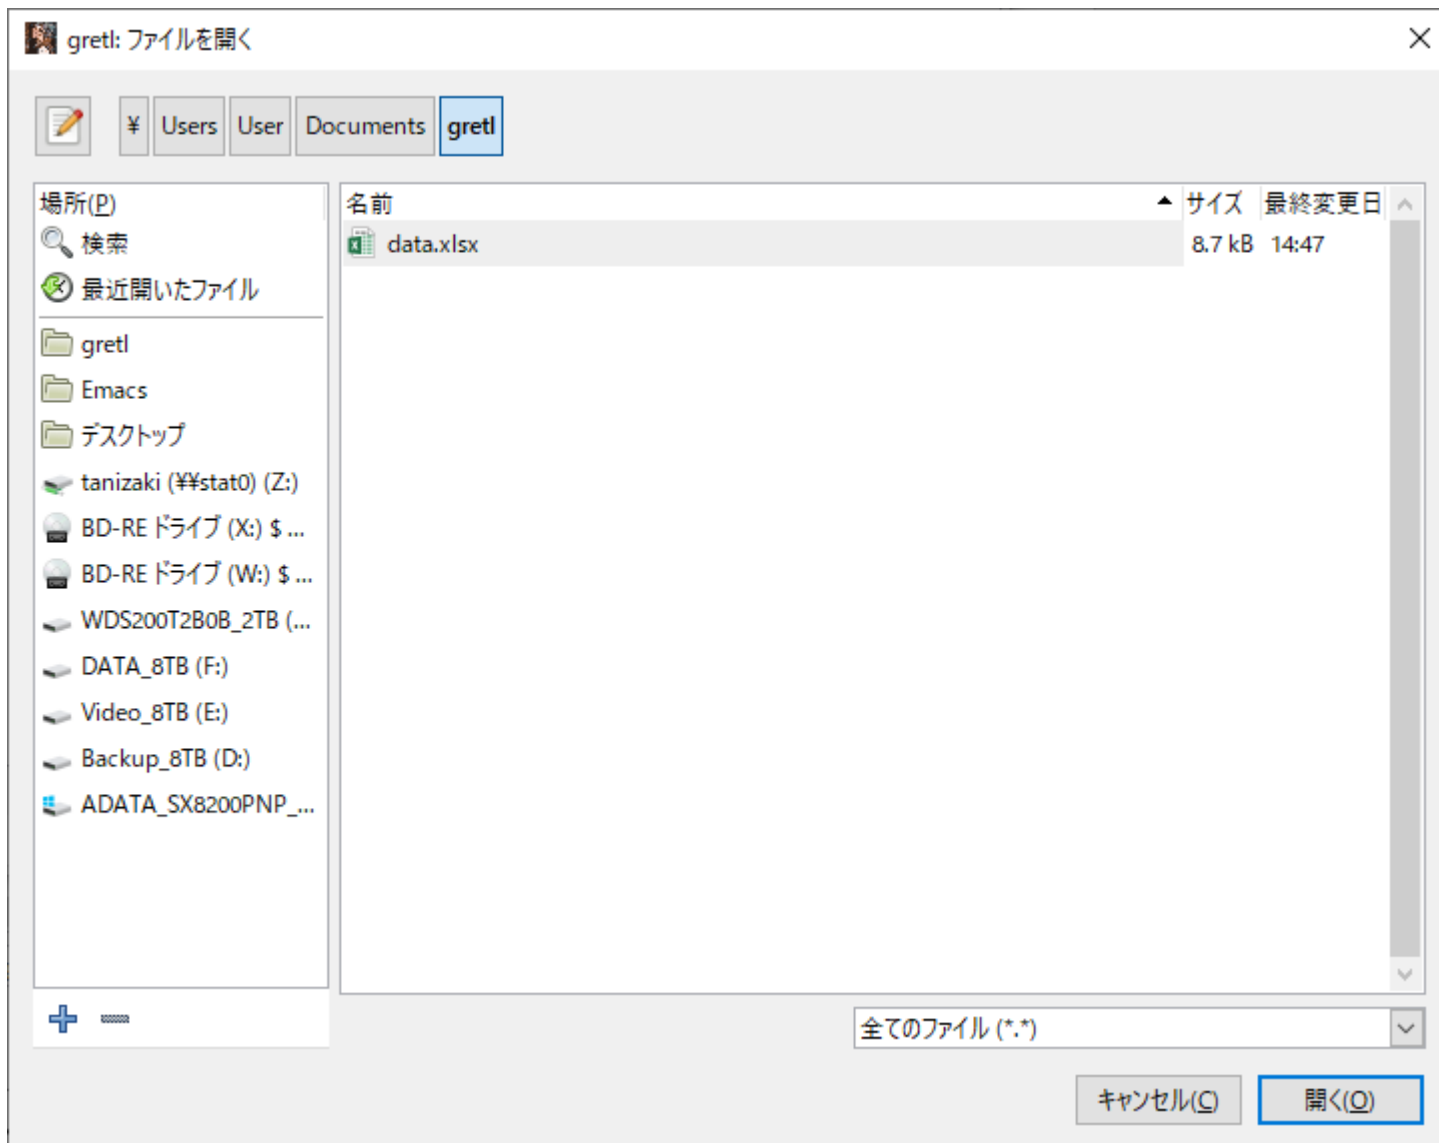 gretl: ファイルを開く
¥ Users User Documents gretl
場所(P)
検索
最近開いたファイル
gretl
Emacs
デスクトップ
tanizaki (¥¥stat0) (Z:)
BD-RE ドライブ (X:) $ ...
BD-RE ドライブ (W:) $ ...
WDS200T2B0B_2TB (...
DATA_8TB (F:)
Video_8TB (E:)
Backup_8TB (D:)
ADATA_SX8200PNP_...
名前 サイズ 最終変更日
data.xlsx 8.7 kB 14:47
全てのファイル (*.*)
キャンセル(C) 開く(O)